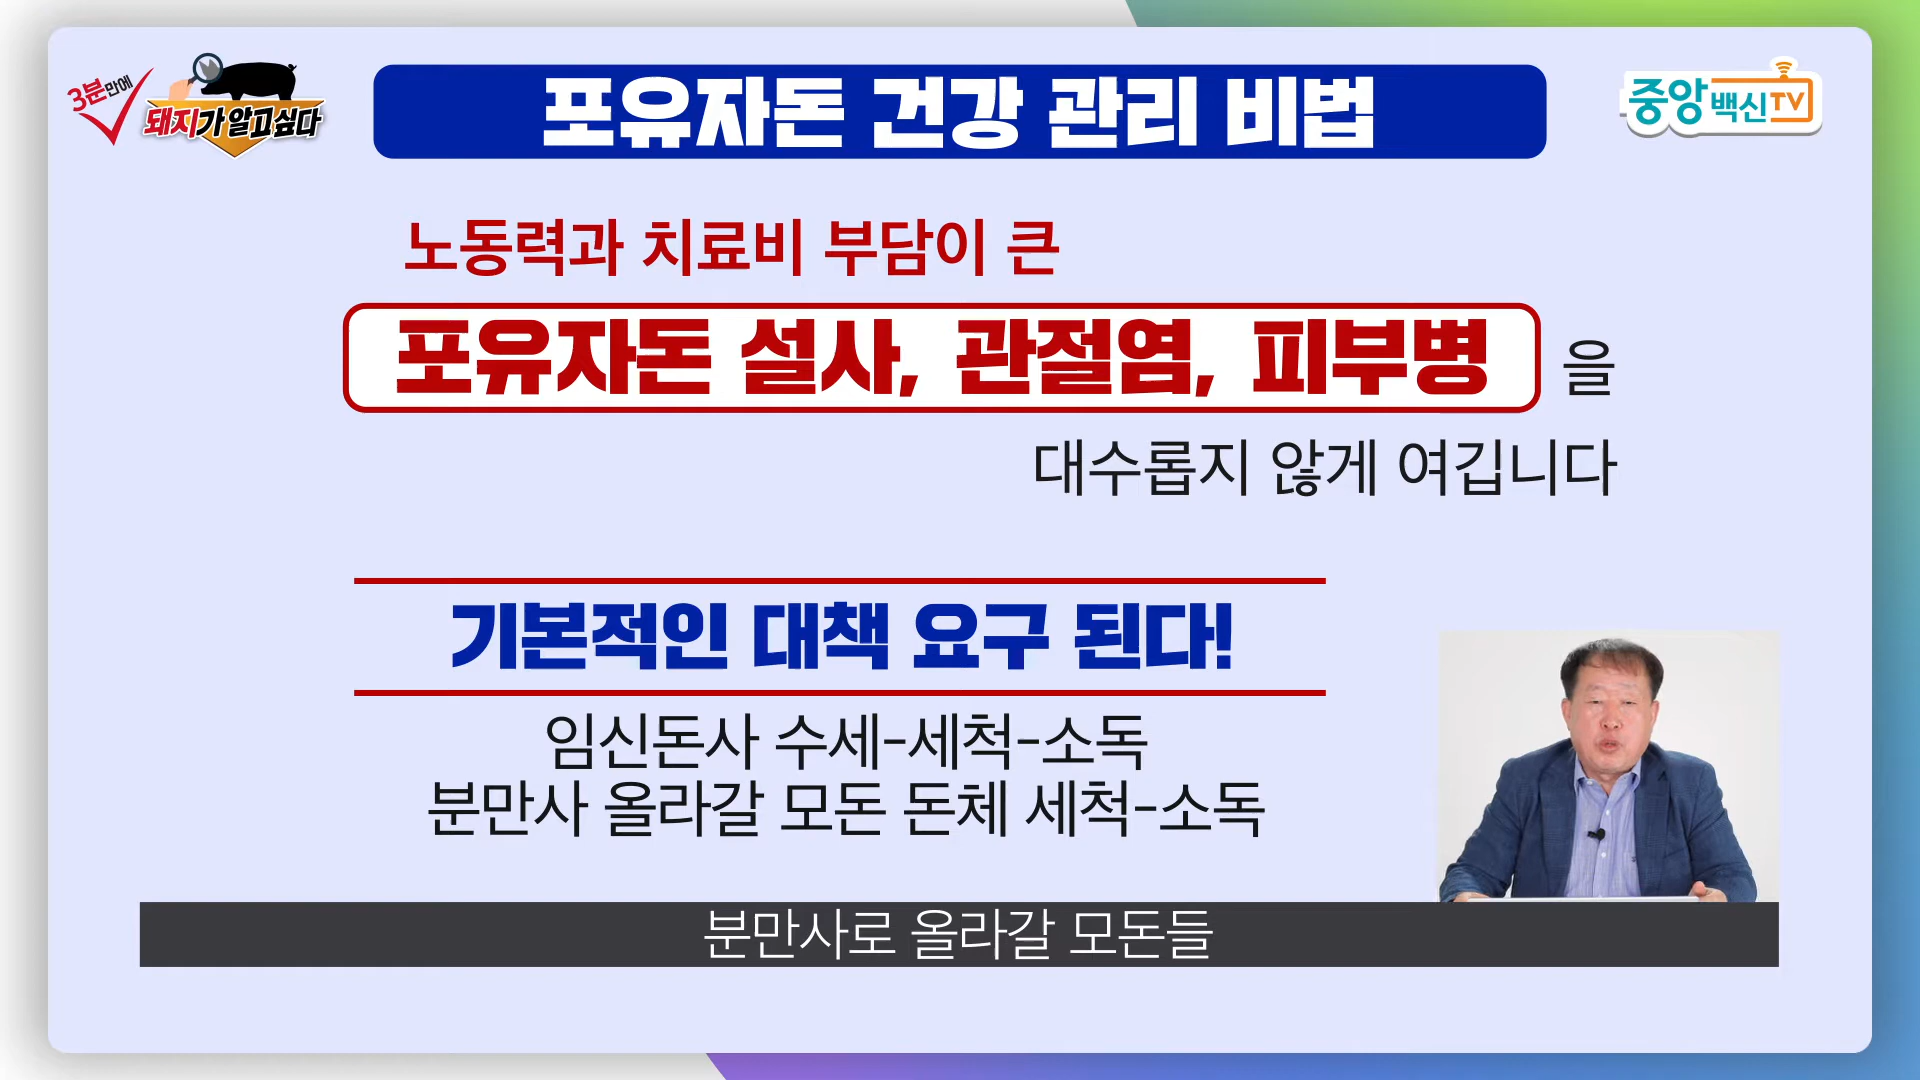 3분만에
돼지가 알고싶다
포유자돈 건강 관리 비법
중앙백신TV
노동력과 치료비 부담이 큰
포유자돈 설사, 관절염, 피부병 을
대수롭지 않게 여깁니다
기본적인 대책 요구 된다!
임신돈사 수세-세척-소독
분만사 올라갈 모돈 돈체 세척-소독
분만사로 올라갈 모돈들